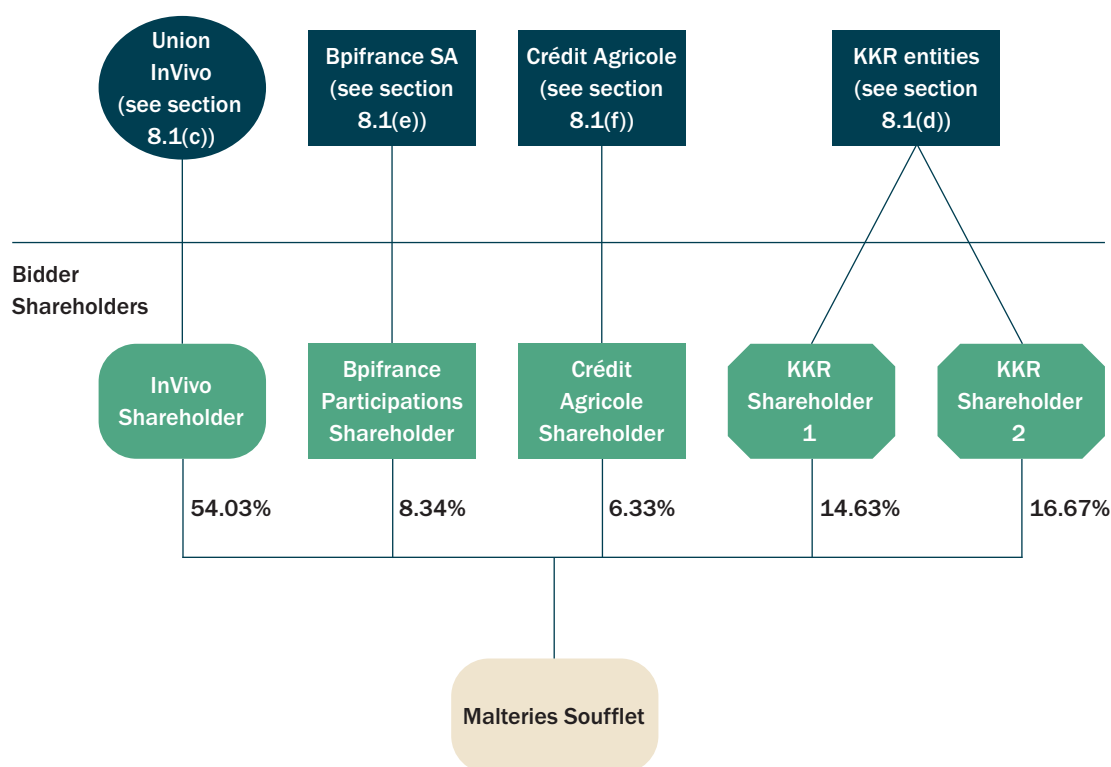 Union
InVivo
(see section
8.1(c))
Bpifrance SA
(see section
8.1(e))
Crédit Agricole
(see section
8.1(f))
KKR entities
(see section
8.1(d))
Bidder
Shareholders
InVivo
Shareholder
Bpifrance
Participations
Shareholder
Crédit
Agricole
Shareholder
KKR
Shareholder
1
KKR
Shareholder
2
54.03%
8.34%
6.33%
14.63%
16.67%
Malteries Soufflet